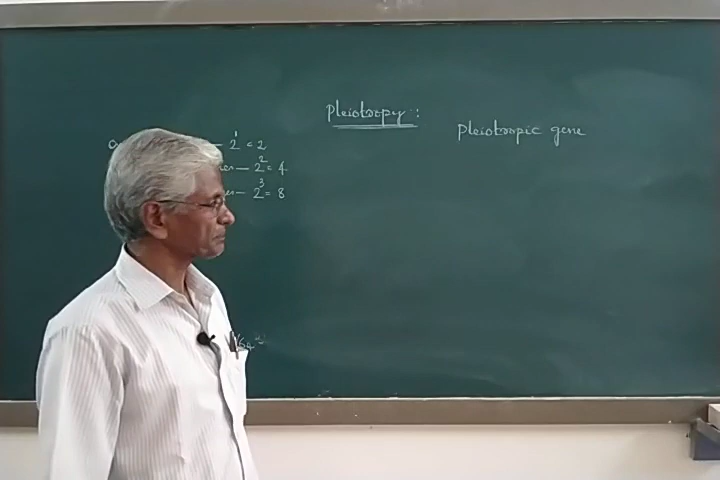 Pleiotropy :
Pleiotropic gene
2¹ = 2
2² = 4
2³ = 8